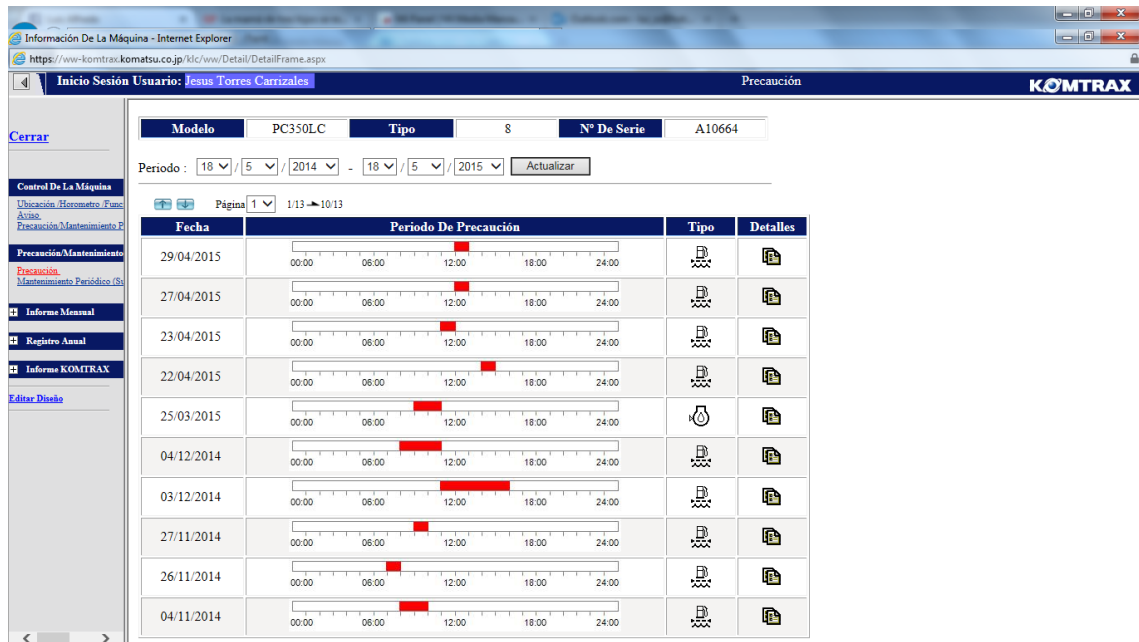 Información De La Máquina - Internet Explorer
https://ww-komtrax.komatsu.co.jp/klc/ww/Detail/DetailFrame.aspx
Inicio Sesión Usuario: Jesus Torres Carrizales Precaución KOMTRAX
Cerrar
Control De La Máquina
Ubicación /Horometro /Func
Aviso
Precaución/Mantenimiento P
Precaución/Mantenimiento
Precaución
Mantenimiento Periódico (Su
Informe Mensual
Registro Anual
Informe KOMTRAX
Editar Diseño
Modelo PC350LC Tipo 8 Nº De Serie A10664
Periodo : 18 / 5 / 2014 - 18 / 5 / 2015 Actualizar
Página 1 1/13 10/13
Fecha Periodo De Precaución Tipo Detalles
29/04/2015 00:00 06:00 12:00 18:00 24:00
27/04/2015 00:00 06:00 12:00 18:00 24:00
23/04/2015 00:00 06:00 12:00 18:00 24:00
22/04/2015 00:00 06:00 12:00 18:00 24:00
25/03/2015 00:00 06:00 12:00 18:00 24:00
04/12/2014 00:00 06:00 12:00 18:00 24:00
03/12/2014 00:00 06:00 12:00 18:00 24:00
27/11/2014 00:00 06:00 12:00 18:00 24:00
26/11/2014 00:00 06:00 12:00 18:00 24:00
04/11/2014 00:00 06:00 12:00 18:00 24:00